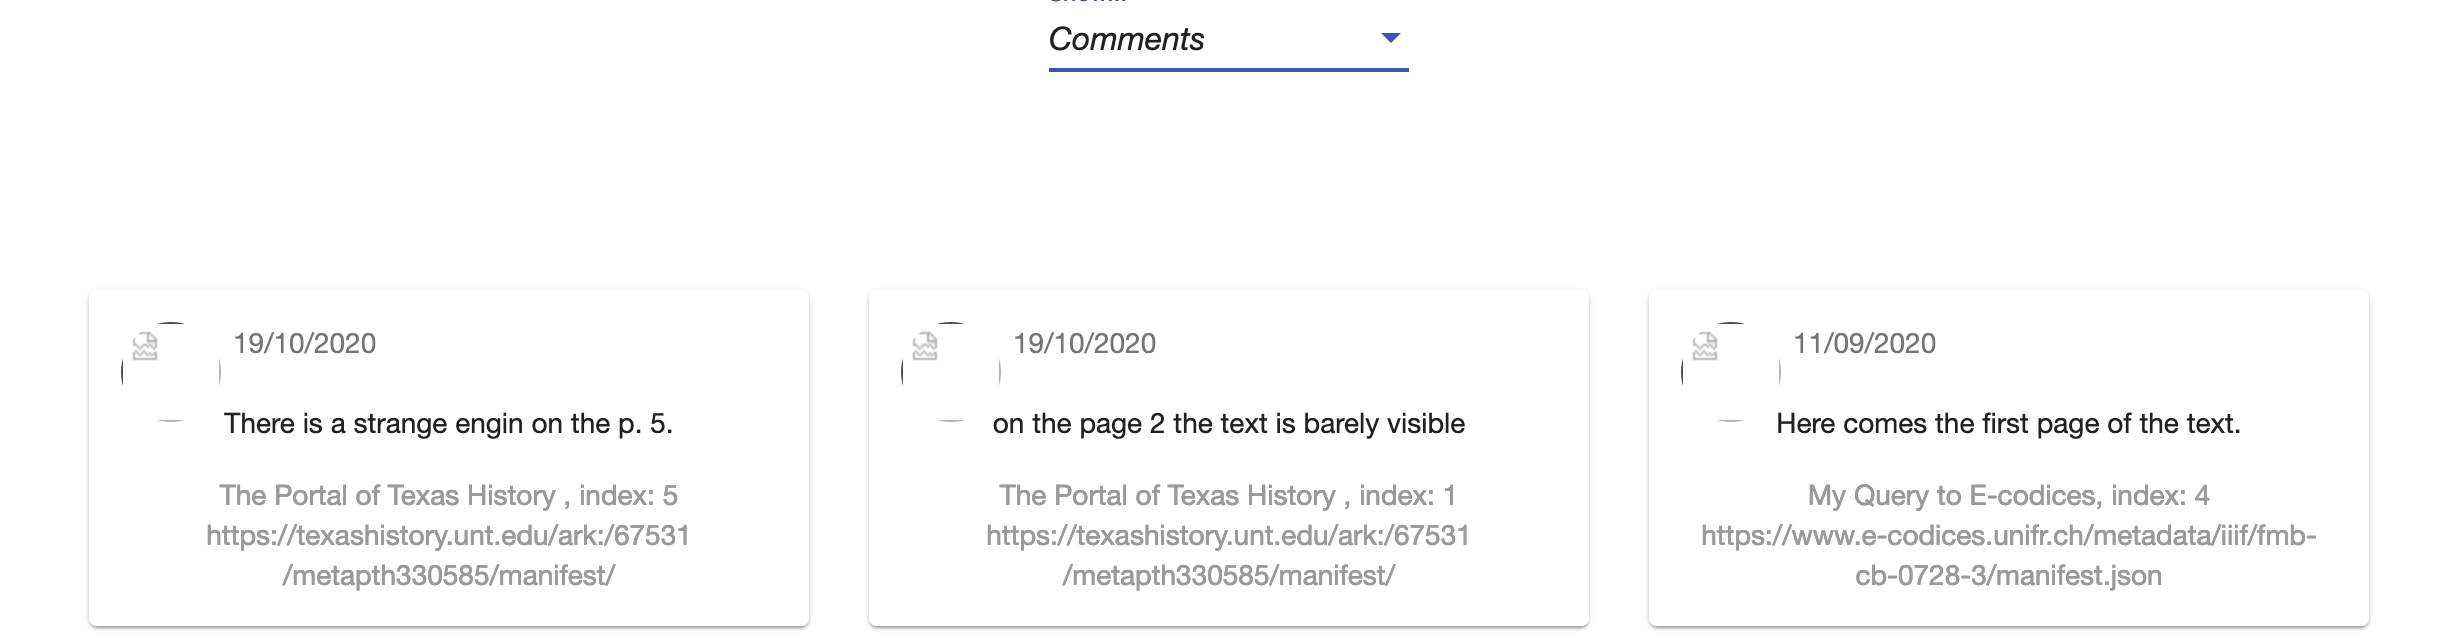 Comments
19/10/2020
There is a strange engin on the p. 5.
The Portal of Texas History , index: 5
https://texashistory.unt.edu/ark:/67531
/metapth330585/manifest/
19/10/2020
on the page 2 the text is barely visible
The Portal of Texas History , index: 1
https://texashistory.unt.edu/ark:/67531
/metapth330585/manifest/
11/09/2020
Here comes the first page of the text.
My Query to E-codices, index: 4
https://www.e-codices.unifr.ch/metadata/iiif/fmb-
cb-0728-3/manifest.json